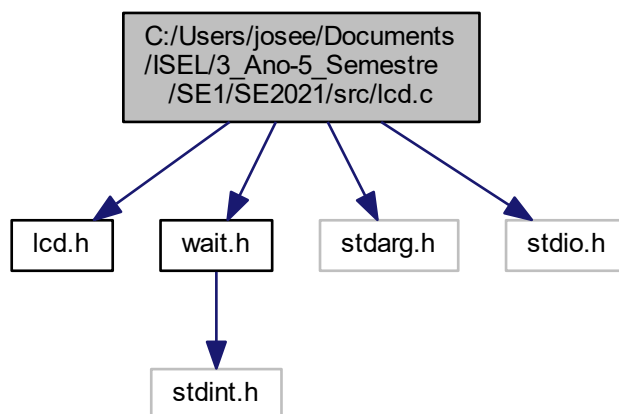 C:/Users/josee/Documents
/ISEL/3_Ano-5_Semestre
/SE1/SE2021/src/lcd.c
lcd.h
wait.h
stdarg.h
stdio.h
stdint.h